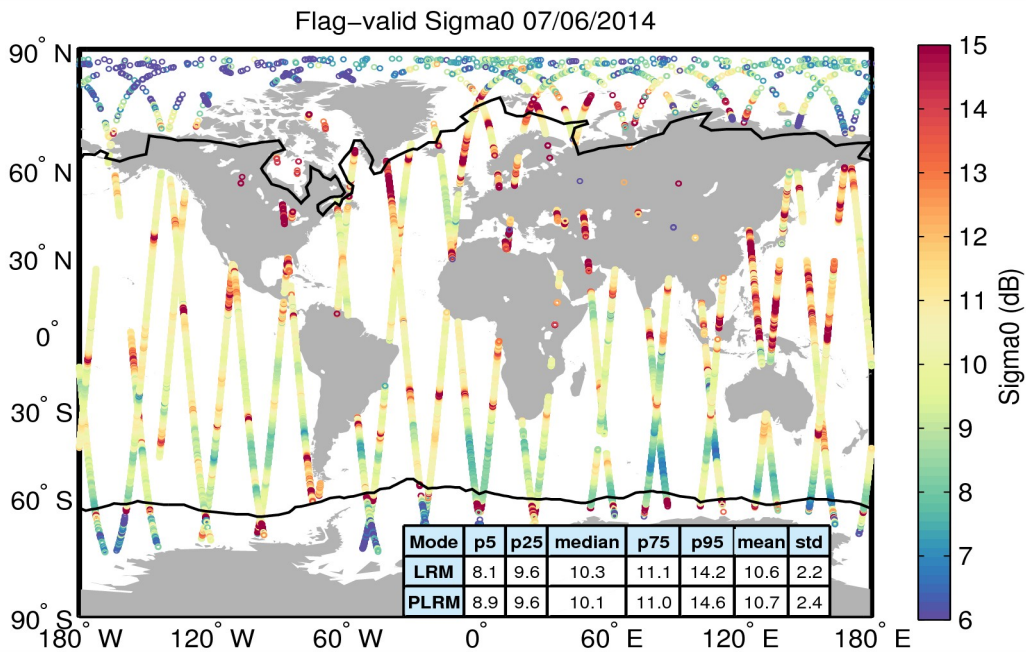 Flag−valid Sigma0 07/06/2014
90° N
60° N
30° N
0°
30° S
60° S
90° S
180° W
120° W
60° W
0°
60° E
120° E
180° E
Mode p5 p25 median p75 p95 mean std
LRM 8.1 9.6 10.3 11.1 14.2 10.6 2.2
PLRM 8.9 9.6 10.1 11.0 14.6 10.7 2.4
15
14
13
12
11
10
9
8
7
6
Sigma0 (dB)